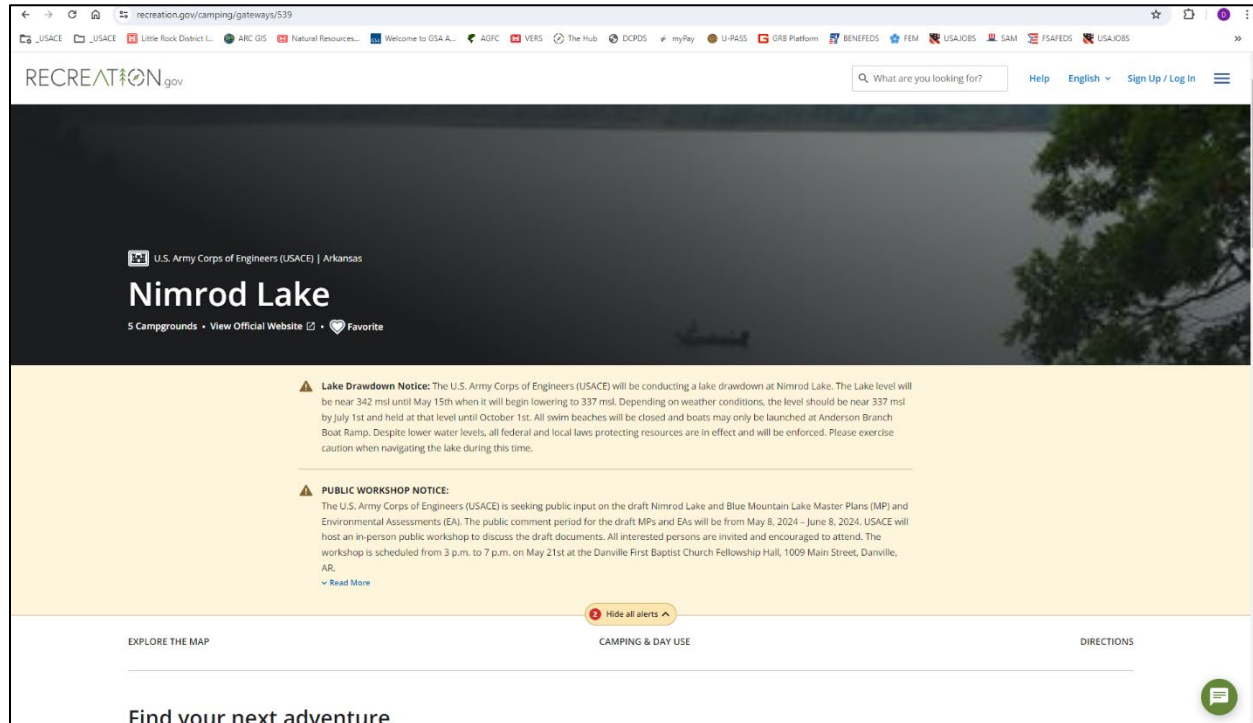 recreation.gov/camping/gateways/539
_USACE _USACE Little Rock District I... ARC GIS Natural Resources... Welcome to GSA A... AGFC VERS The Hub DCPDS myPay U-PASS GRB Platform BENEFEDS FEM USAJOBS SAM FSAFEDS USAJOBS »
RECREATION.gov What are you looking for? Help English Sign Up / Log In
U.S. Army Corps of Engineers (USACE) | Arkansas
Nimrod Lake
5 Campgrounds • View Official Website • Favorite
Lake Drawdown Notice: The U.S. Army Corps of Engineers (USACE) will be conducting a lake drawdown at Nimrod Lake. The Lake level will
be near 342 msl until May 15th when it will begin lowering to 337 msl. Depending on weather conditions, the level should be near 337 msl
by July 1st and held at that level until October 1st. All swim beaches will be closed and boats may only be launched at Anderson Branch
Boat Ramp. Despite lower water levels, all federal and local laws protecting resources are in effect and will be enforced. Please exercise
caution when navigating the lake during this time.
PUBLIC WORKSHOP NOTICE:
The U.S. Army Corps of Engineers (USACE) is seeking public input on the draft Nimrod Lake and Blue Mountain Lake Master Plans (MP) and
Environmental Assessments (EA). The public comment period for the draft MPs and EAs will be from May 8, 2024 – June 8, 2024. USACE will
host an in-person public workshop to discuss the draft documents. All interested persons are invited and encouraged to attend. The
workshop is scheduled from 3 p.m. to 7 p.m. on May 21st at the Danville First Baptist Church Fellowship Hall, 1009 Main Street, Danville,
AR.
Read More
2 Hide all alerts
EXPLORE THE MAP CAMPING & DAY USE DIRECTIONS
Find your next adventure